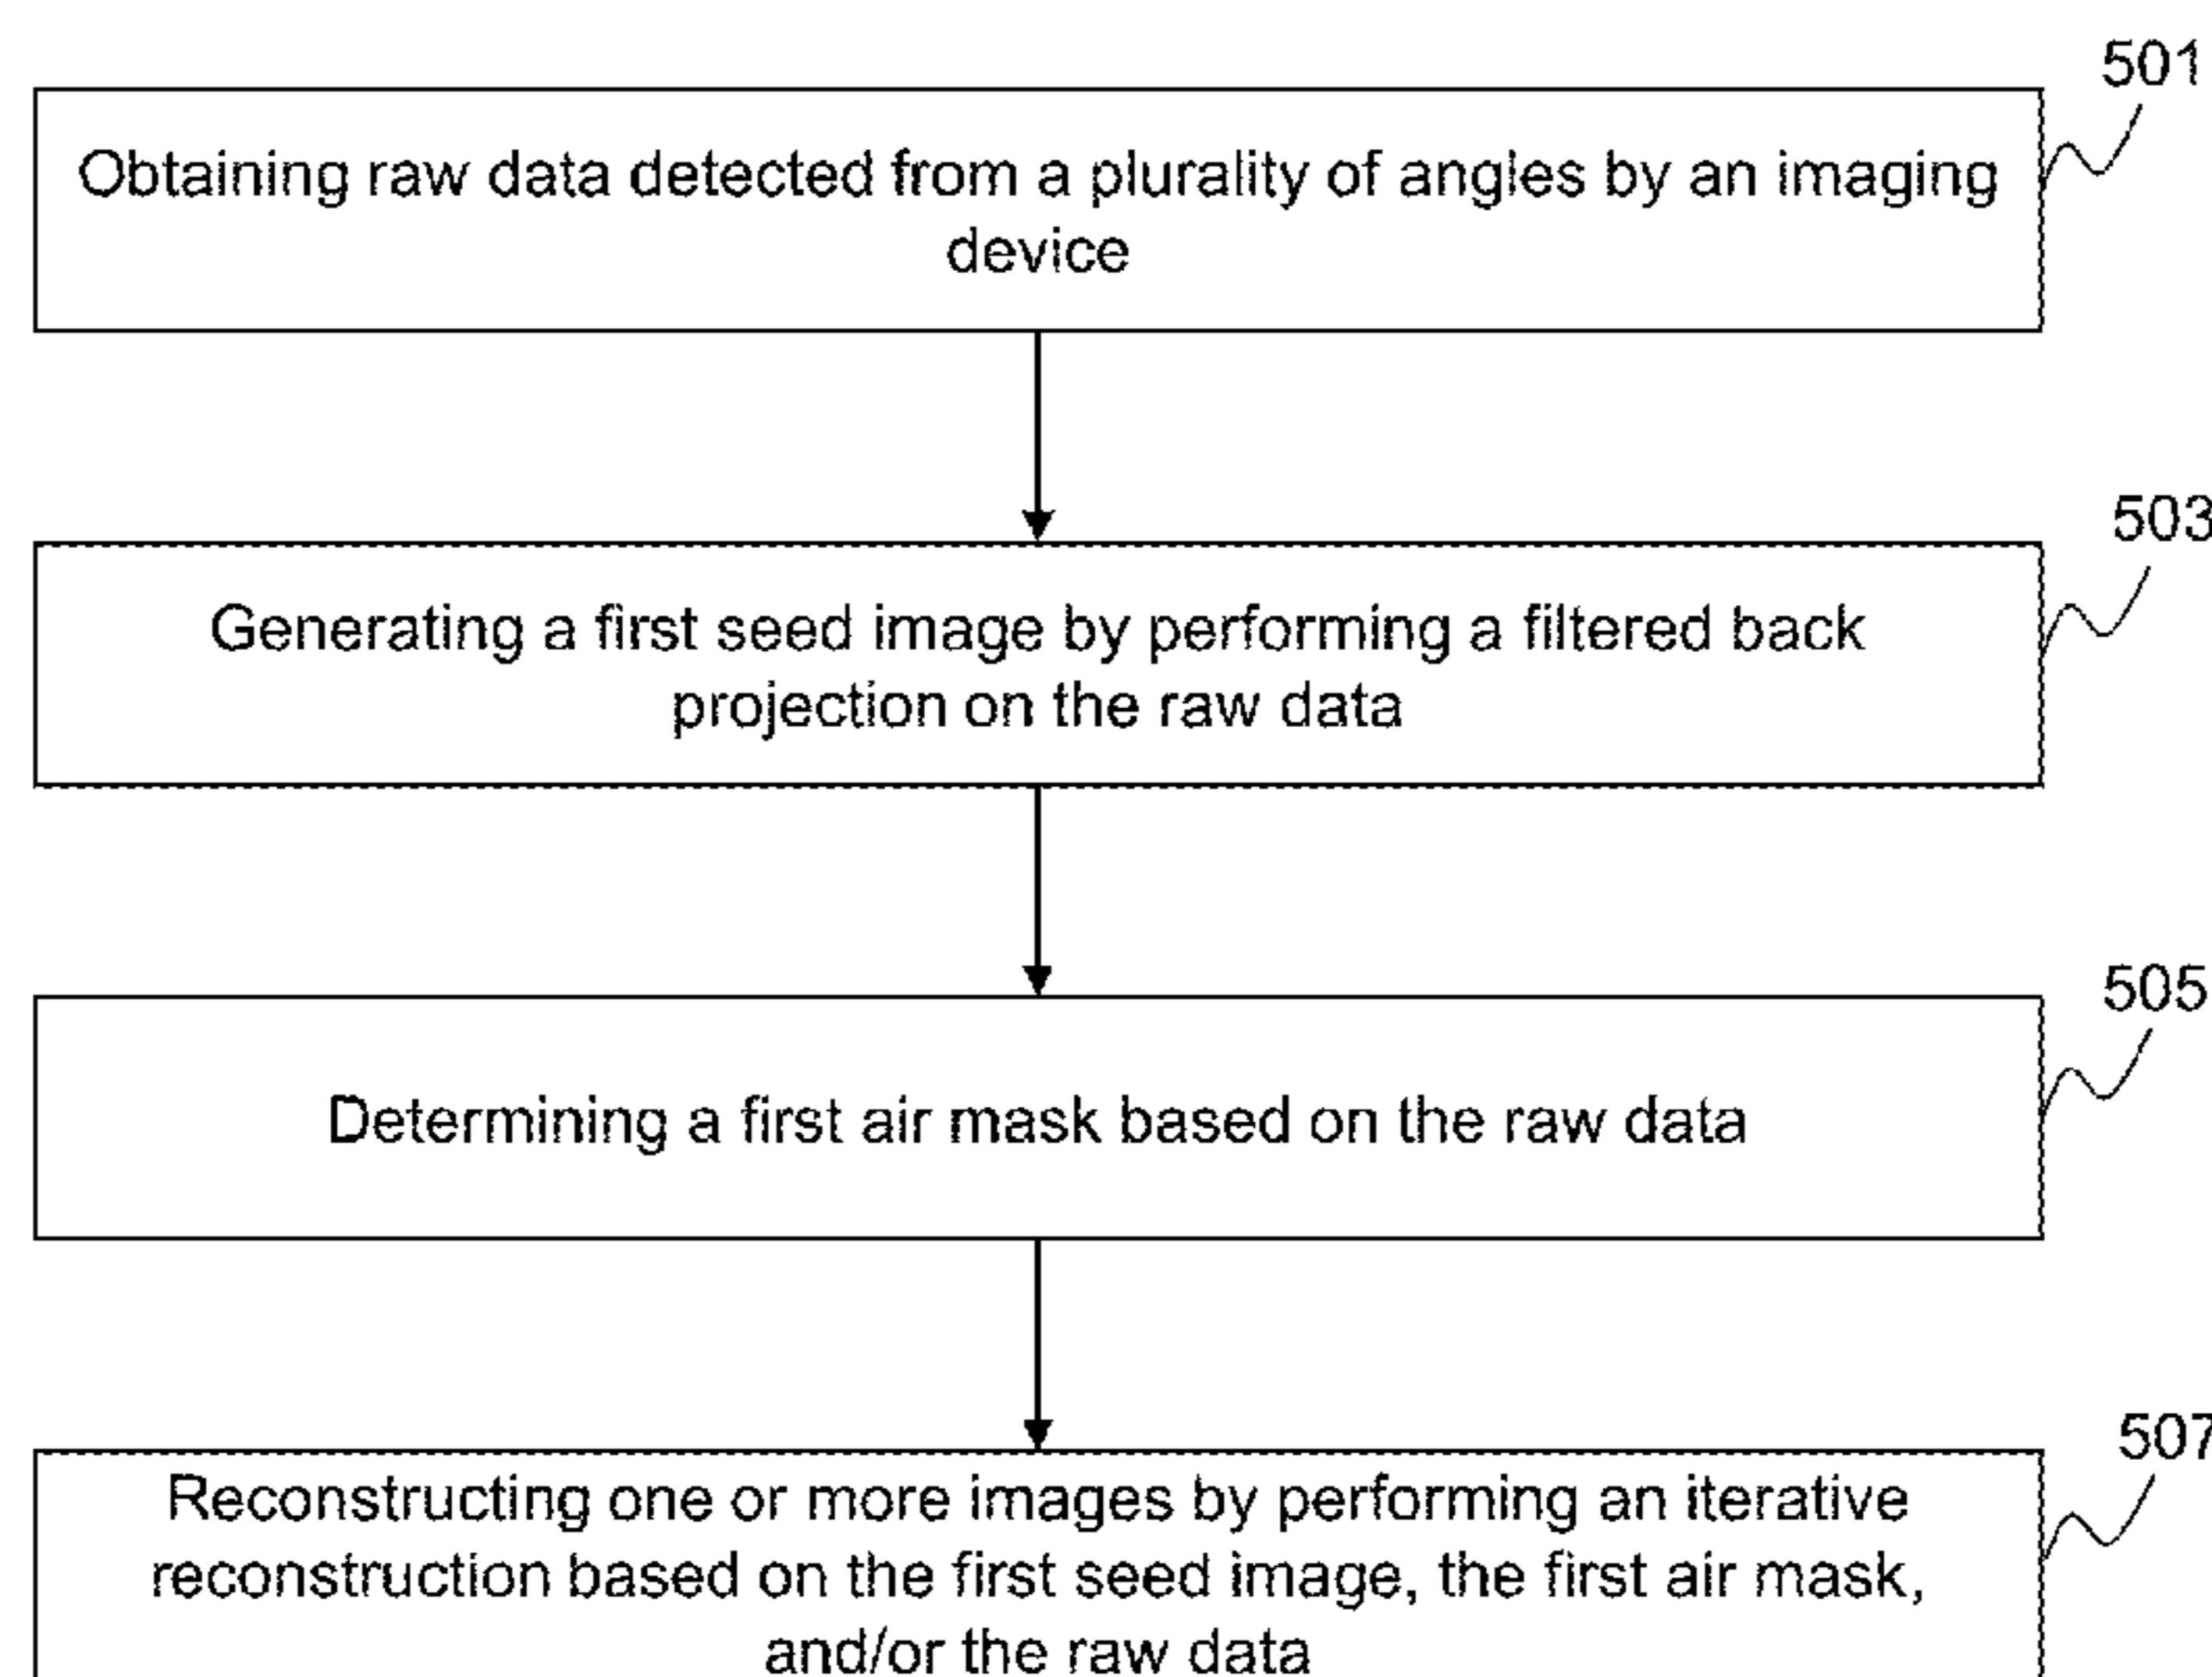 501
Obtaining raw data detected from a plurality of angles by an imaging
device
503
Generating a first seed image by performing a filtered back
projection on the raw data
505
Determining a first air mask based on the raw data
507
Reconstructing one or more images by performing an iterative
reconstruction based on the first seed image, the first air mask,
and/or the raw data